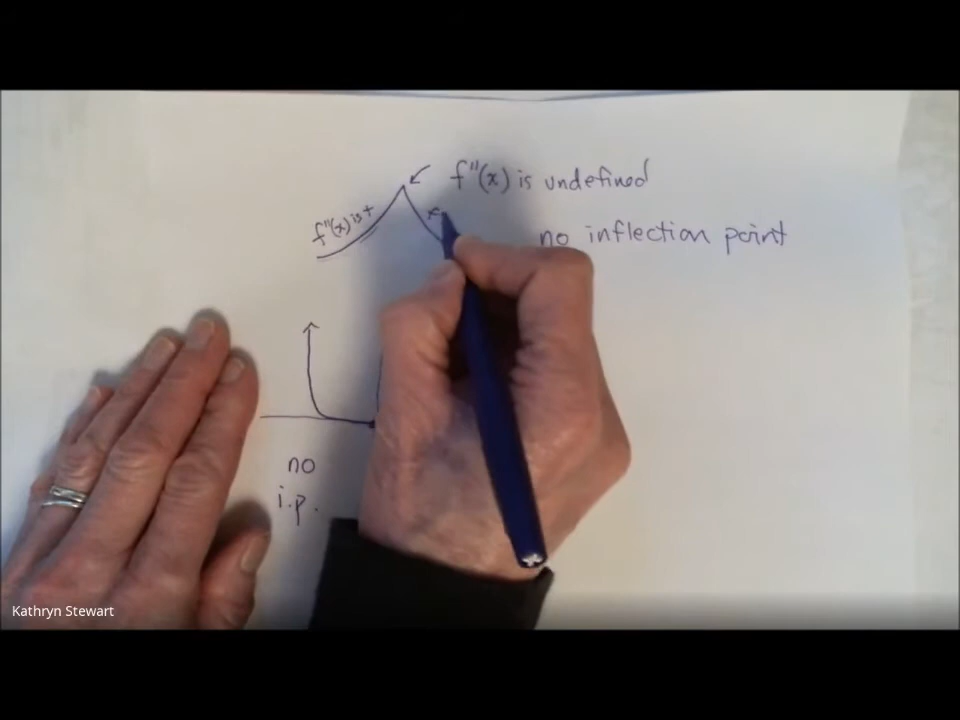 f"(x) is undefined
f"(x) is +
no inflection point
no
i.p.
Kathryn Stewart